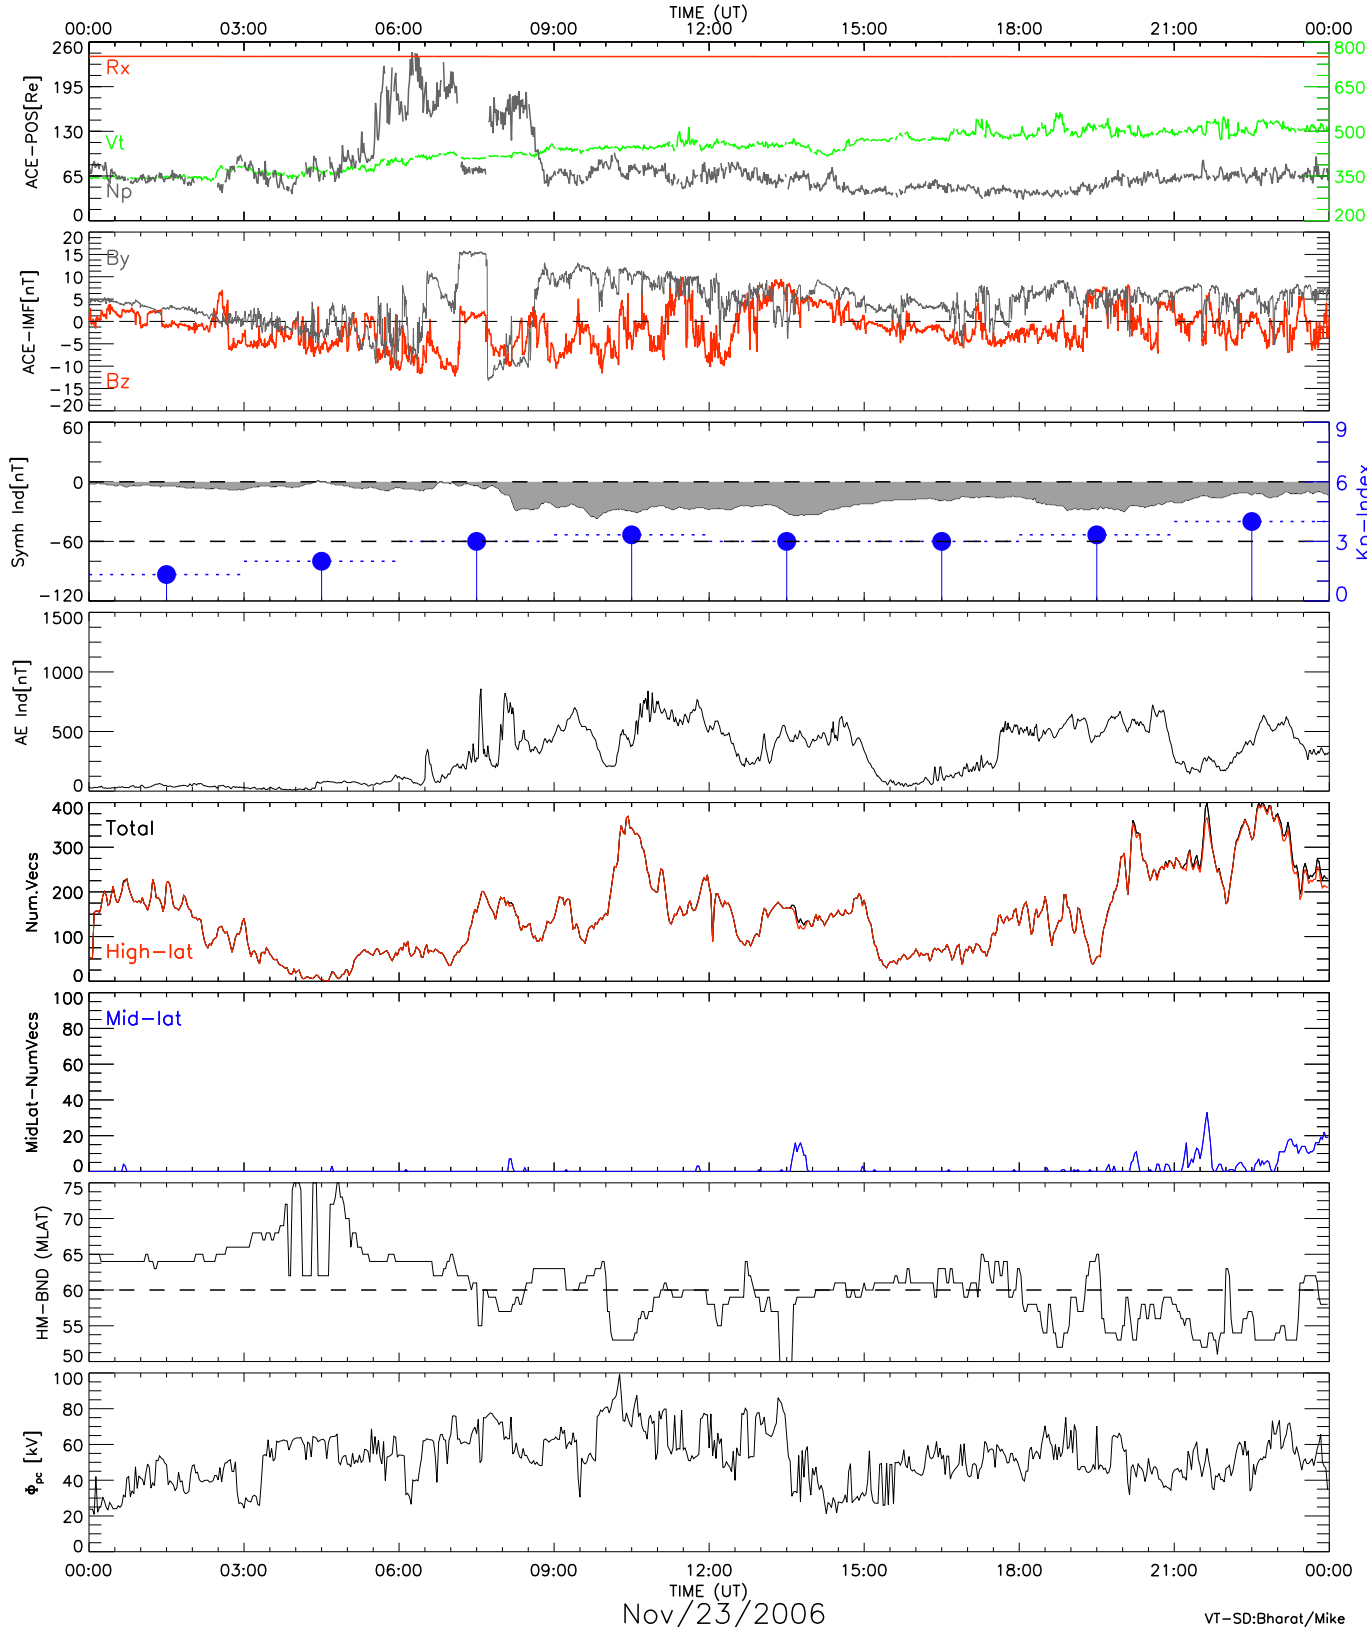 TIME (UT)
00:00 03:00 06:00 09:00 12:00 15:00 18:00 21:00 00:00
ACE-POS[Re]
260
195
130
65
0
Rx
Vt
Np
800
650
500
350
200
ACE-IMF[nT]
20
15
10
5
0
-5
-10
-15
-20
By
Bz
Symh Ind[nT]
60
0
-60
-120
9
6
3
0
Kp-Index
AE Ind[nT]
1500
1000
500
0
Num.Vecs
400
300
200
100
0
Total
High-lat
MidLat-NumVecs
100
80
60
40
20
0
Mid-lat
HM-BND (MLAT)
75
70
65
60
55
50
Φpc [kV]
100
80
60
40
20
0
00:00 03:00 06:00 09:00 12:00 15:00 18:00 21:00 00:00
TIME (UT)
Nov/23/2006
VT-SD:Bharat/Mike